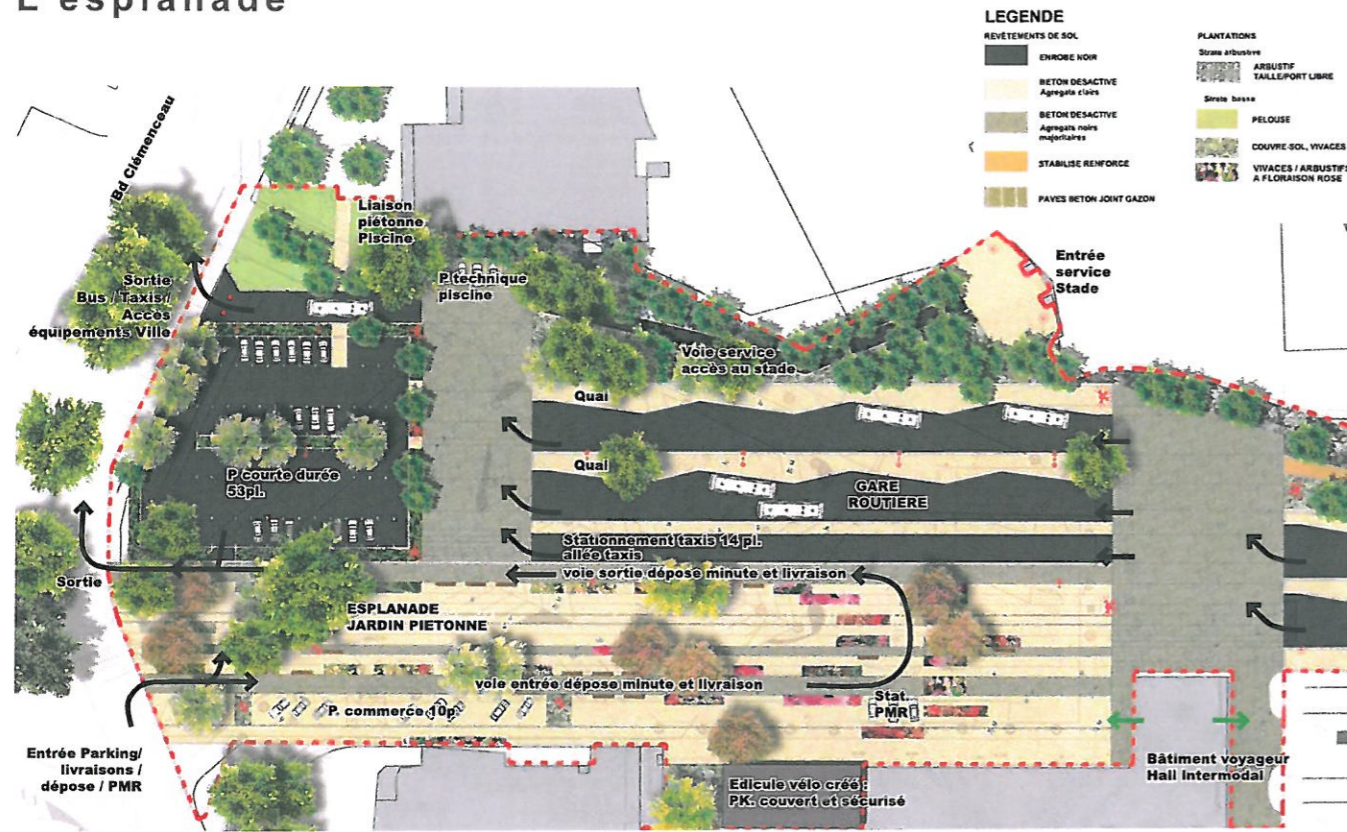 L'esplanade
LEGENDE
REVÊTEMENTS DE SOL
ENROBE NOIR
BETON DESACTIVE
Agregats clairs
BETON DESACTIVE
Agregats noirs
majoritaires
STABILISE RENFORCE
PAVES BETON JOINT GAZON
PLANTATIONS
Strate arbustive
ARBUSTIF
TAILLE/PORT LIBRE
Strate basse
PELOUSE
COUVRE-SOL, VIVACES
VIVACES / ARBUSTIFS
A FLORAISON ROSE
Bd Clémenceau
Liaison
piétonne
Piscine
Sortie
Bus / Taxis /
Accès
équipements Ville
P technique
piscine
Entrée
service
Stade
Voie service
accès au stade
Quai
Quai
P courte durée
53pl.
GARE
ROUTIERE
Stationnement taxis 14 pl.
allée taxis
voie sortie dépose minute et livraison
Sortie
ESPLANADE
JARDIN PIETONNE
voie entrée dépose minute et livraison
P. commerce 10p.
Stat.
PMR
Entrée Parking/
livraisons /
dépose / PMR
Edicule vélo créé :
PK. couvert et sécurisé
Bâtiment voyageur
Hall Intermodal